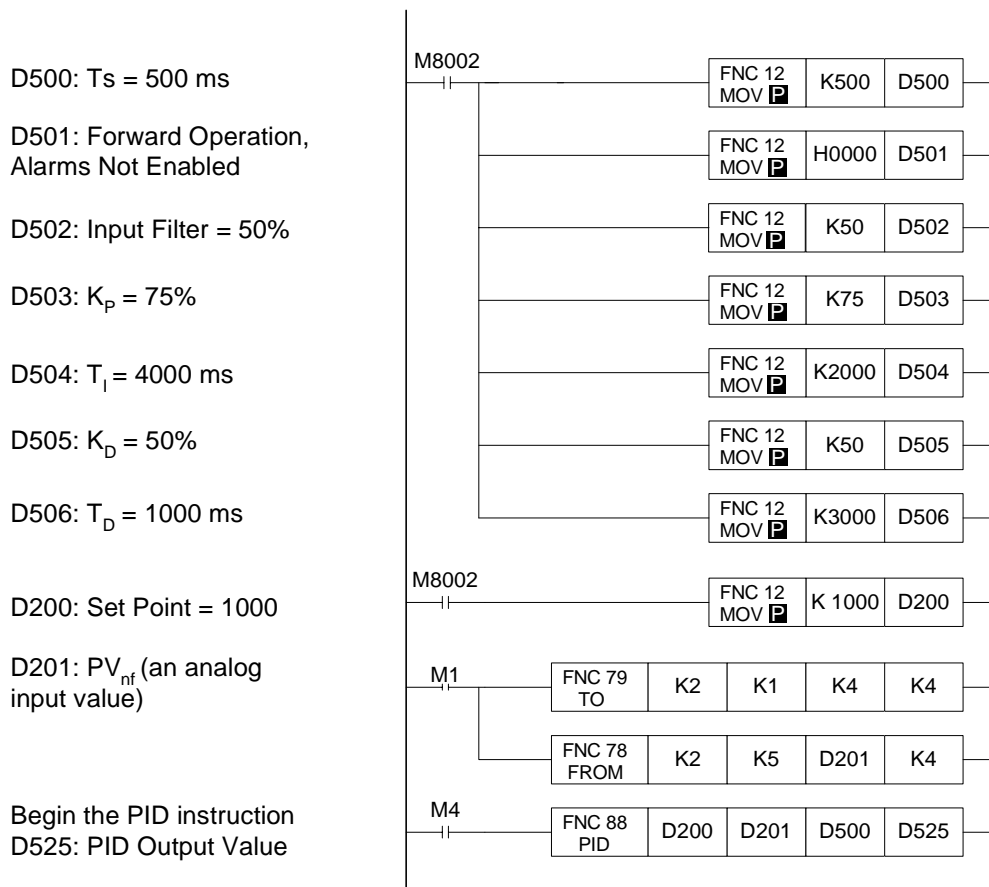 M8002
D500: Ts = 500 ms
FNC 12
MOV P
K500
D500
D501: Forward Operation,
Alarms Not Enabled
FNC 12
MOV P
H0000
D501
D502: Input Filter = 50%
FNC 12
MOV P
K50
D502
D503: KP = 75%
FNC 12
MOV P
K75
D503
D504: TI = 4000 ms
FNC 12
MOV P
K2000
D504
D505: KD = 50%
FNC 12
MOV P
K50
D505
D506: TD = 1000 ms
FNC 12
MOV P
K3000
D506
M8002
D200: Set Point = 1000
FNC 12
MOV P
K 1000
D200
D201: PVnf (an analog
input value)
M1
FNC 79
TO
K2
K1
K4
K4
FNC 78
FROM
K2
K5
D201
K4
Begin the PID instruction
D525: PID Output Value
M4
FNC 88
PID
D200
D201
D500
D525